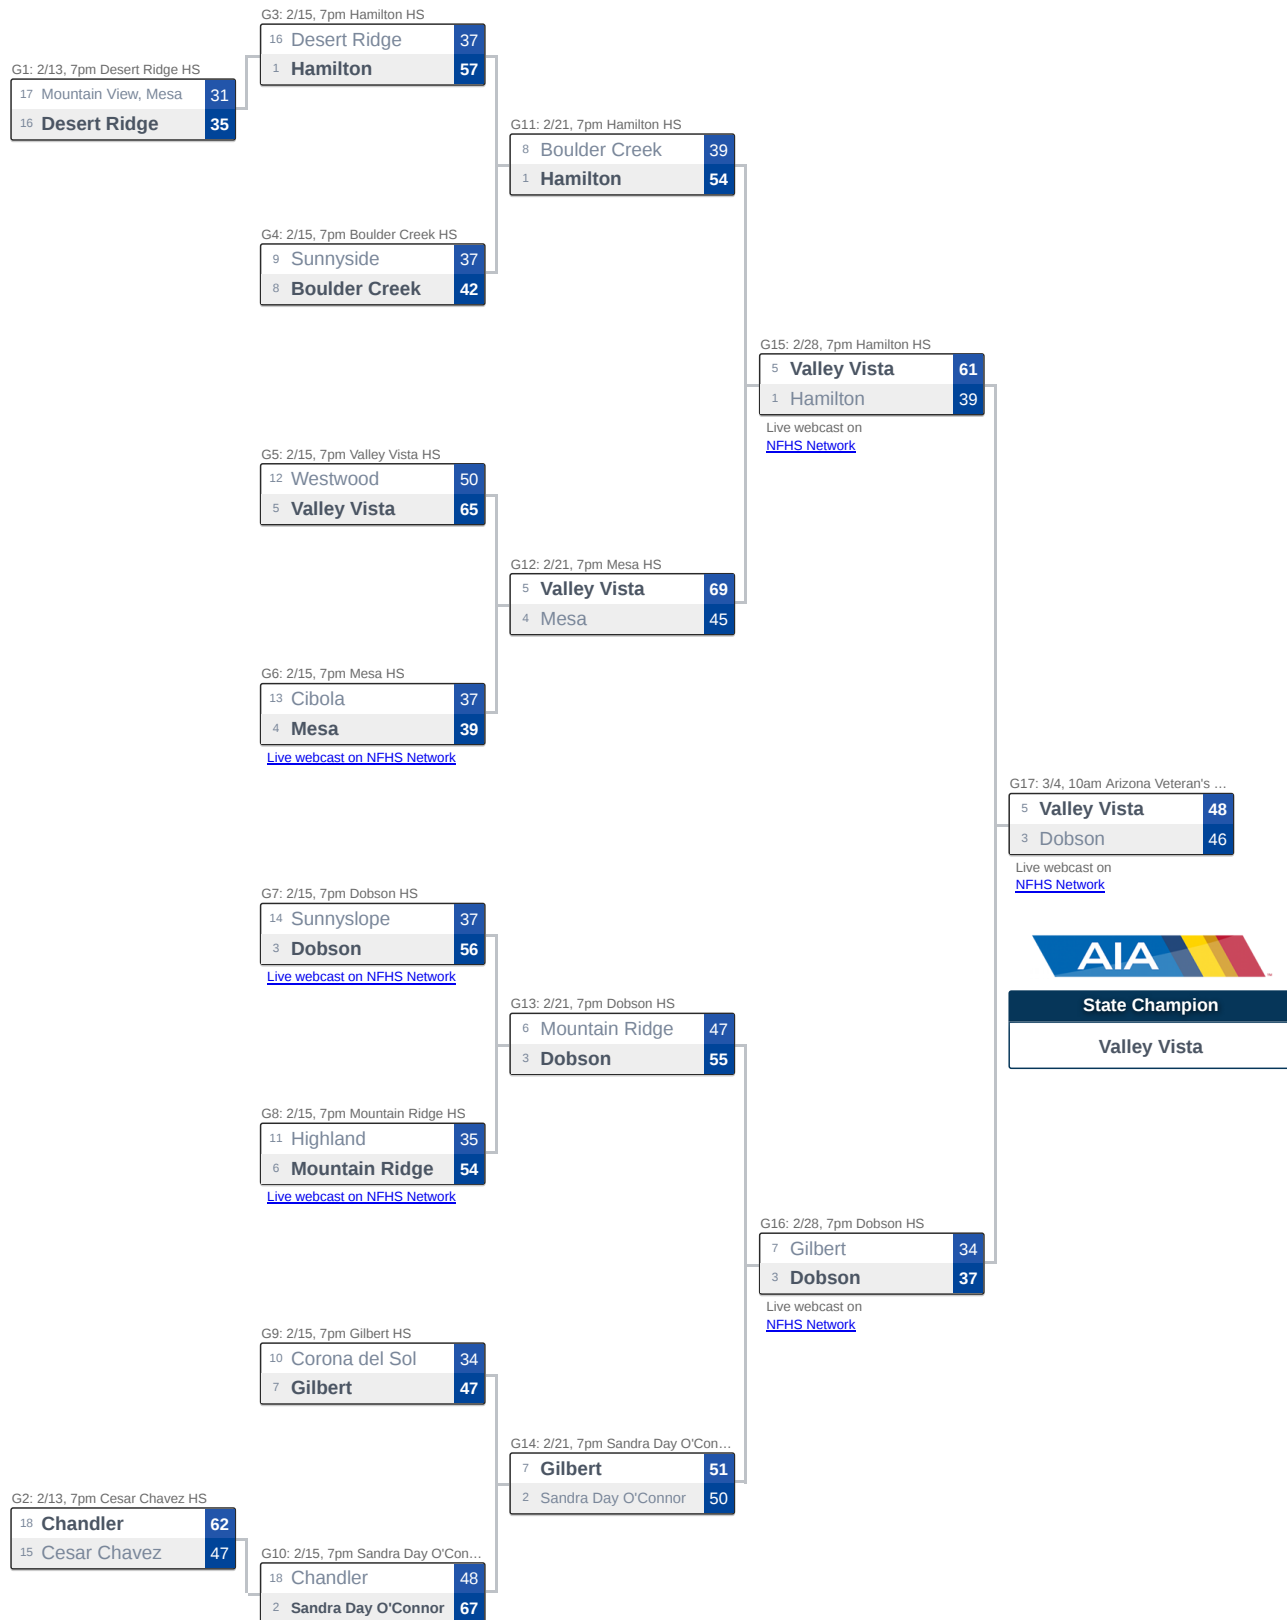 G1: 2/13, 7pm Desert Ridge HS
17 Mountain View, Mesa 31
16 Desert Ridge 35
G2: 2/13, 7pm Cesar Chavez HS
18 Chandler 62
15 Cesar Chavez 47
G3: 2/15, 7pm Hamilton HS
16 Desert Ridge 37
1 Hamilton 57
G4: 2/15, 7pm Boulder Creek HS
9 Sunnyside 37
8 Boulder Creek 42
G5: 2/15, 7pm Valley Vista HS
12 Westwood 50
5 Valley Vista 65
G6: 2/15, 7pm Mesa HS
13 Cibola 37
4 Mesa 39
Live webcast on NFHS Network
G7: 2/15, 7pm Dobson HS
14 Sunnyslope 37
3 Dobson 56
Live webcast on NFHS Network
G8: 2/15, 7pm Mountain Ridge HS
11 Highland 35
6 Mountain Ridge 54
Live webcast on NFHS Network
G9: 2/15, 7pm Gilbert HS
10 Corona del Sol 34
7 Gilbert 47
G10: 2/15, 7pm Sandra Day O'Con…
18 Chandler 48
2 Sandra Day O'Connor 67
G11: 2/21, 7pm Hamilton HS
8 Boulder Creek 39
1 Hamilton 54
G12: 2/21, 7pm Mesa HS
5 Valley Vista 69
4 Mesa 45
G13: 2/21, 7pm Dobson HS
6 Mountain Ridge 47
3 Dobson 55
G14: 2/21, 7pm Sandra Day O'Con…
7 Gilbert 51
2 Sandra Day O'Connor 50
G15: 2/28, 7pm Hamilton HS
5 Valley Vista 61
1 Hamilton 39
Live webcast on
NFHS Network
G16: 2/28, 7pm Dobson HS
7 Gilbert 34
3 Dobson 37
Live webcast on
NFHS Network
G17: 3/4, 10am Arizona Veteran's …
5 Valley Vista 48
3 Dobson 46
Live webcast on
NFHS Network
AIA
State Champion
Valley Vista